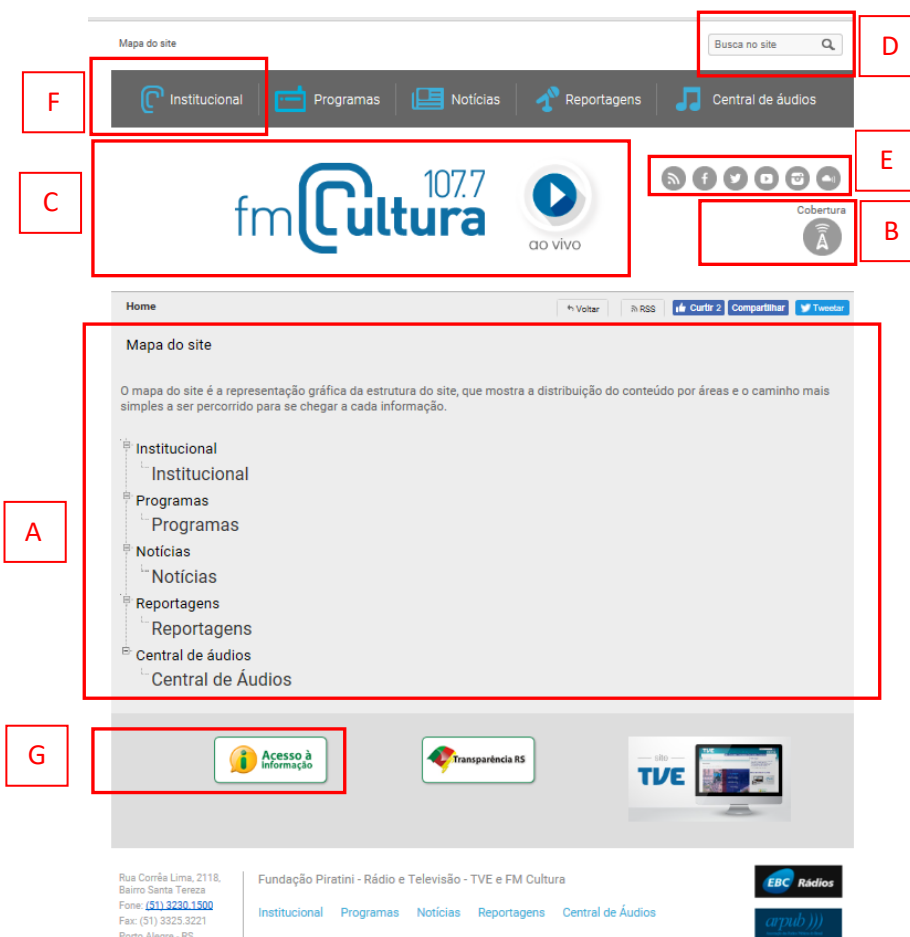 Mapa do site
Busca no site
D
F
Institucional
Programas
Notícias
Reportagens
Central de áudios
E
C
fm Cultura 107.7
ao vivo
Cobertura
B
Home
Voltar
RSS
Curtir 2
Compartilhar
Tweetar
Mapa do site
O mapa do site é a representação gráfica da estrutura do site, que mostra a distribuição do conteúdo por áreas e o caminho mais
simples a ser percorrido para se chegar a cada informação.
Institucional
Institucional
Programas
Programas
A
Notícias
Notícias
Reportagens
Reportagens
Central de áudios
Central de Áudios
G
Acesso à
informação
Transparência RS
TVE
Rua Corrêa Lima, 2118,
Bairro Santa Tereza
Fone: (51) 3230.1500
Fax: (51) 3325.3221
Porto Alegre - RS
Fundação Piratini - Rádio e Televisão - TVE e FM Cultura
Institucional Programas Notícias Reportagens Central de Áudios
EBC Rádios
arpub )))